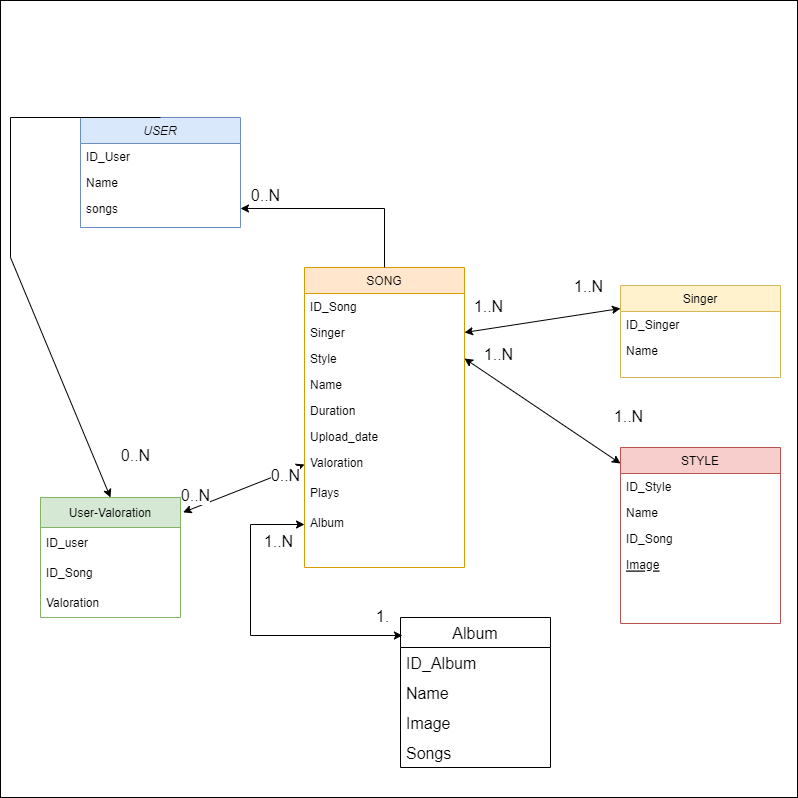 USER
ID_User
Name
songs
0..N
SONG
ID_Song
Singer
Style
Name
Duration
Upload_date
Valoration
Plays
Album
1..N
1..N
Singer
ID_Singer
Name
1..N
1..N
STYLE
ID_Style
Name
ID_Song
Image
0..N
0..N
0..N
User-Valoration
ID_user
ID_Song
Valoration
1..N
1.
Album
ID_Album
Name
Image
Songs